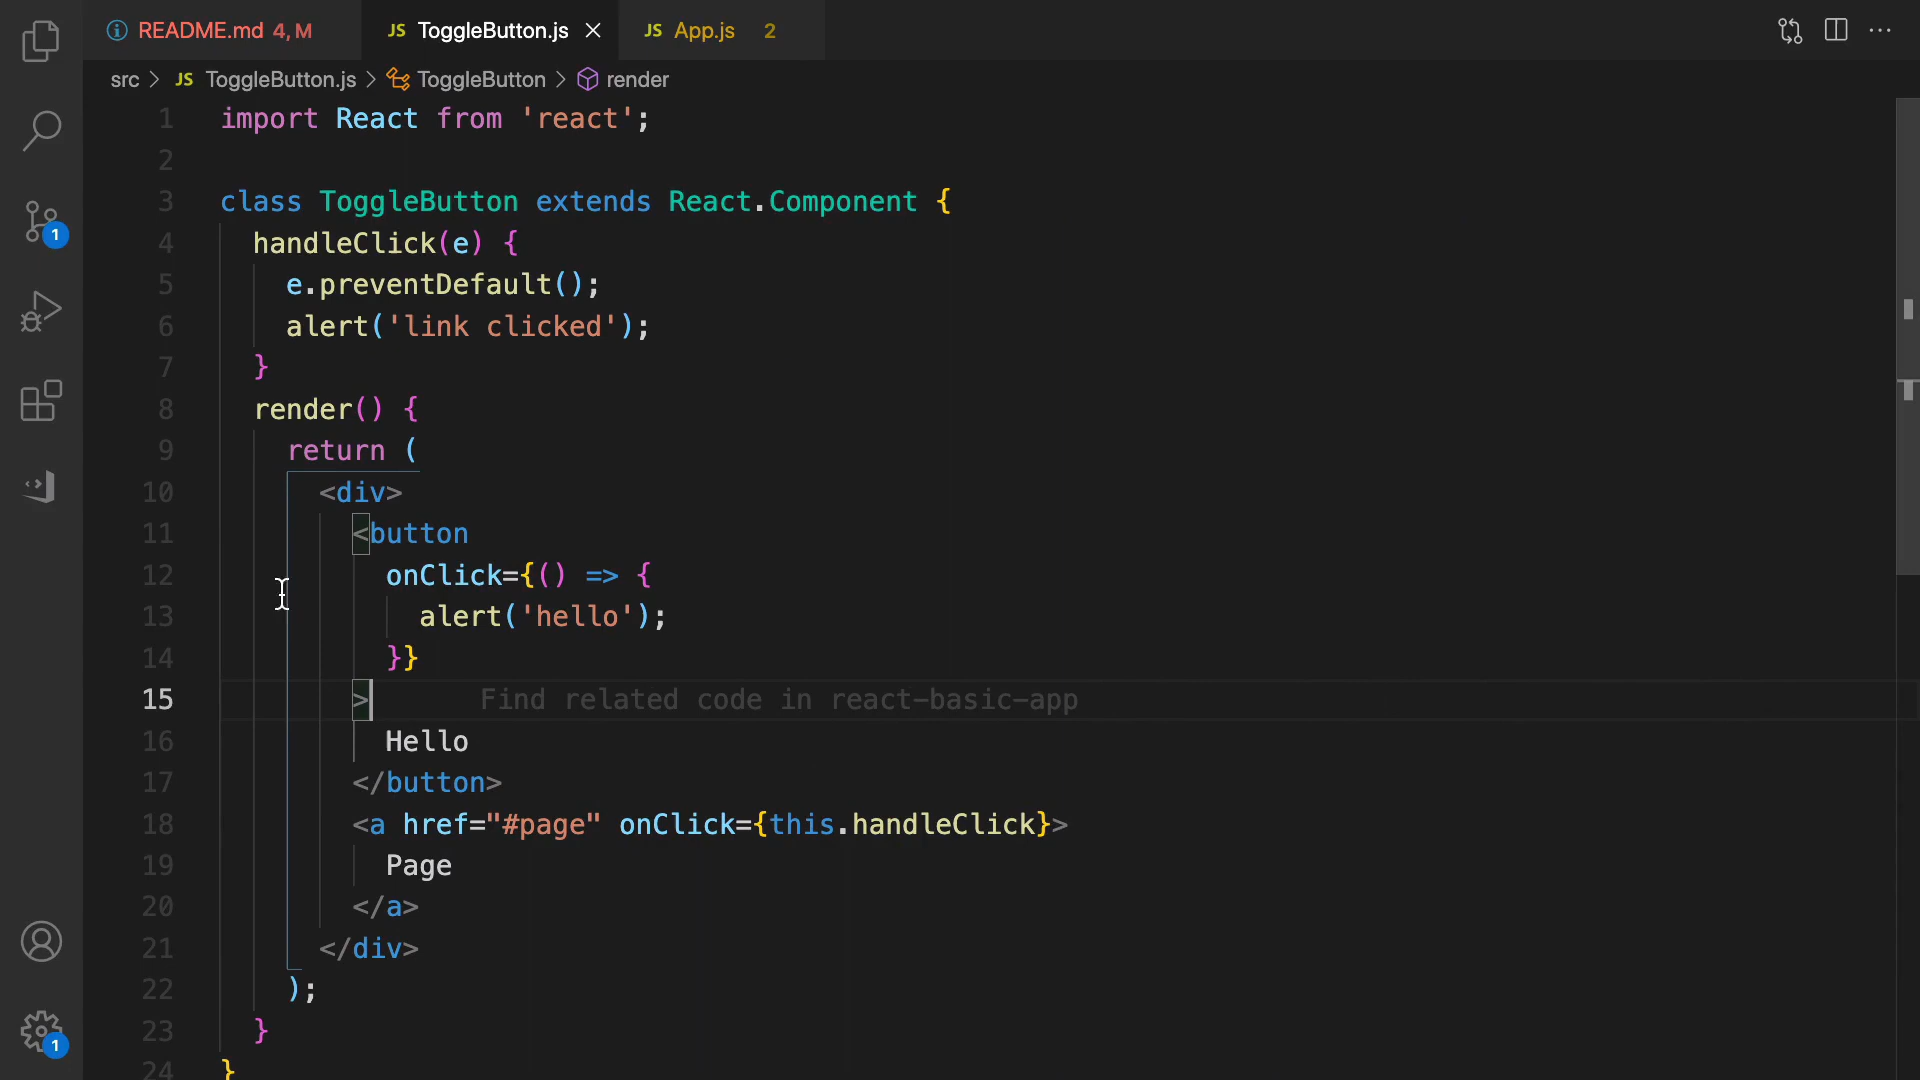 README.md 4, M JS ToggleButton.js JS App.js 2
src > JS ToggleButton.js > ToggleButton > render
1 import React from 'react';
2
3 class ToggleButton extends React.Component {
4 handleClick(e) {
5 e.preventDefault();
6 alert('link clicked');
7 }
8 render() {
9 return (
10 <div>
11 <button
12 onClick={() => {
13 alert('hello');
14 }}
15 > Find related code in react-basic-app
16 Hello
17 </button>
18 <a href="#page" onClick={this.handleClick}>
19 Page
20 </a>
21 </div>
22 );
23 }
24 }
1
1